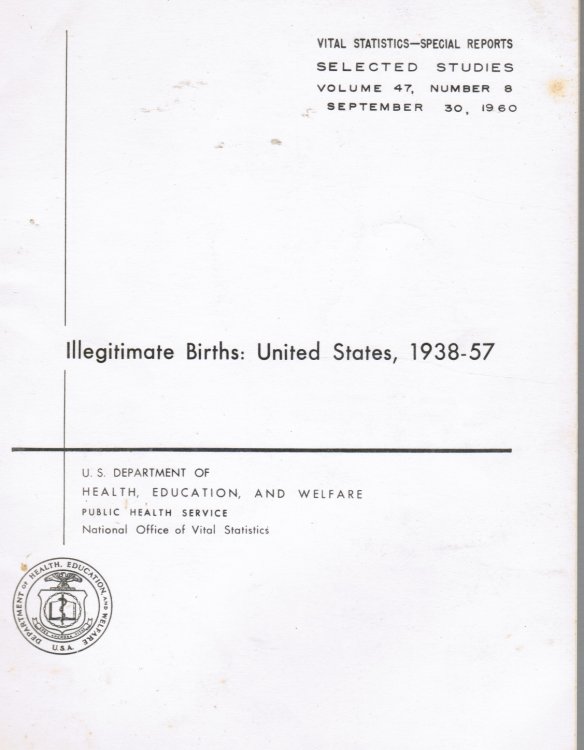 VITAL STATISTICS—SPECIAL REPORTS
SELECTED STUDIES
VOLUME 47, NUMBER 8
SEPTEMBER 30, 1960
Illegitimate Births: United States, 1938-57
U. S. DEPARTMENT OF
HEALTH, EDUCATION, AND WELFARE
PUBLIC HEALTH SERVICE
National Office of Vital Statistics
DEPARTMENT OF HEALTH, EDUCATION, AND WELFARE
U.S.A.